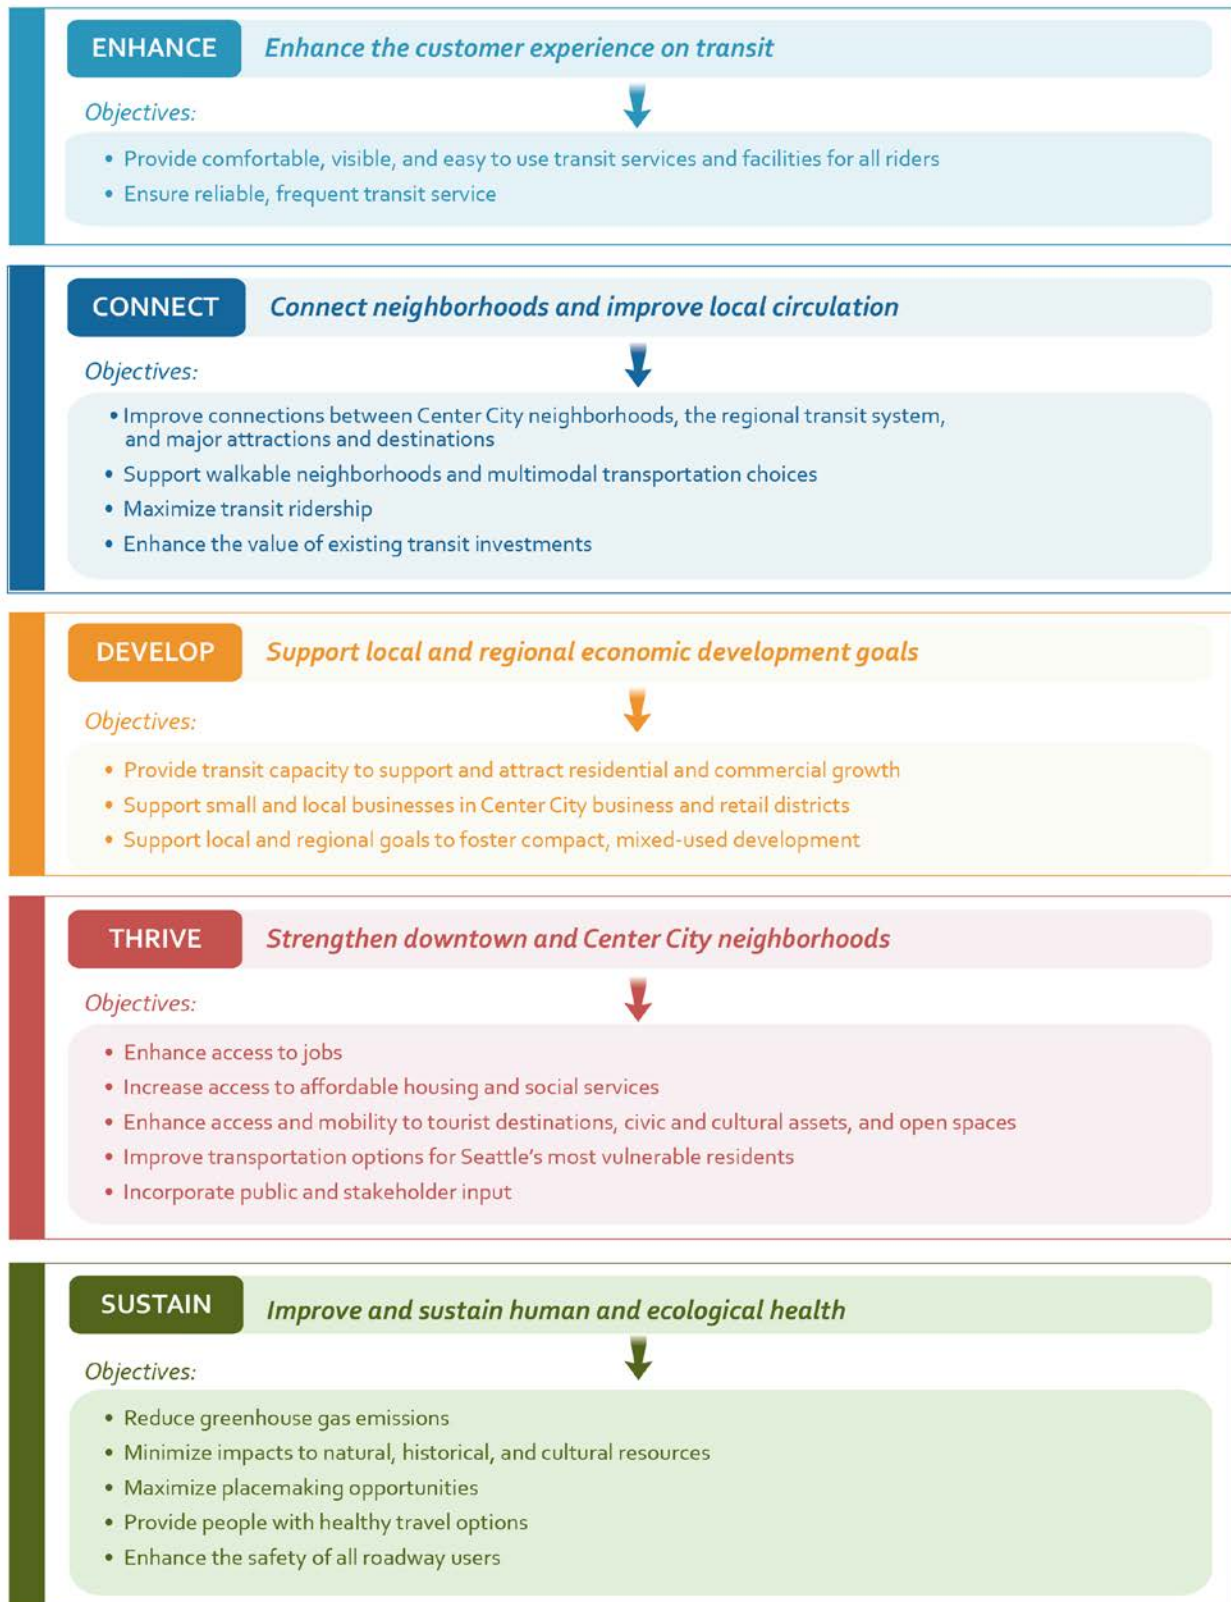 ENHANCE Enhance the customer experience on transit
Objectives:
• Provide comfortable, visible, and easy to use transit services and facilities for all riders
• Ensure reliable, frequent transit service
CONNECT Connect neighborhoods and improve local circulation
Objectives:
• Improve connections between Center City neighborhoods, the regional transit system,
and major attractions and destinations
• Support walkable neighborhoods and multimodal transportation choices
• Maximize transit ridership
• Enhance the value of existing transit investments
DEVELOP Support local and regional economic development goals
Objectives:
• Provide transit capacity to support and attract residential and commercial growth
• Support small and local businesses in Center City business and retail districts
• Support local and regional goals to foster compact, mixed-used development
THRIVE Strengthen downtown and Center City neighborhoods
Objectives:
• Enhance access to jobs
• Increase access to affordable housing and social services
• Enhance access and mobility to tourist destinations, civic and cultural assets, and open spaces
• Improve transportation options for Seattle's most vulnerable residents
• Incorporate public and stakeholder input
SUSTAIN Improve and sustain human and ecological health
Objectives:
• Reduce greenhouse gas emissions
• Minimize impacts to natural, historical, and cultural resources
• Maximize placemaking opportunities
• Provide people with healthy travel options
• Enhance the safety of all roadway users